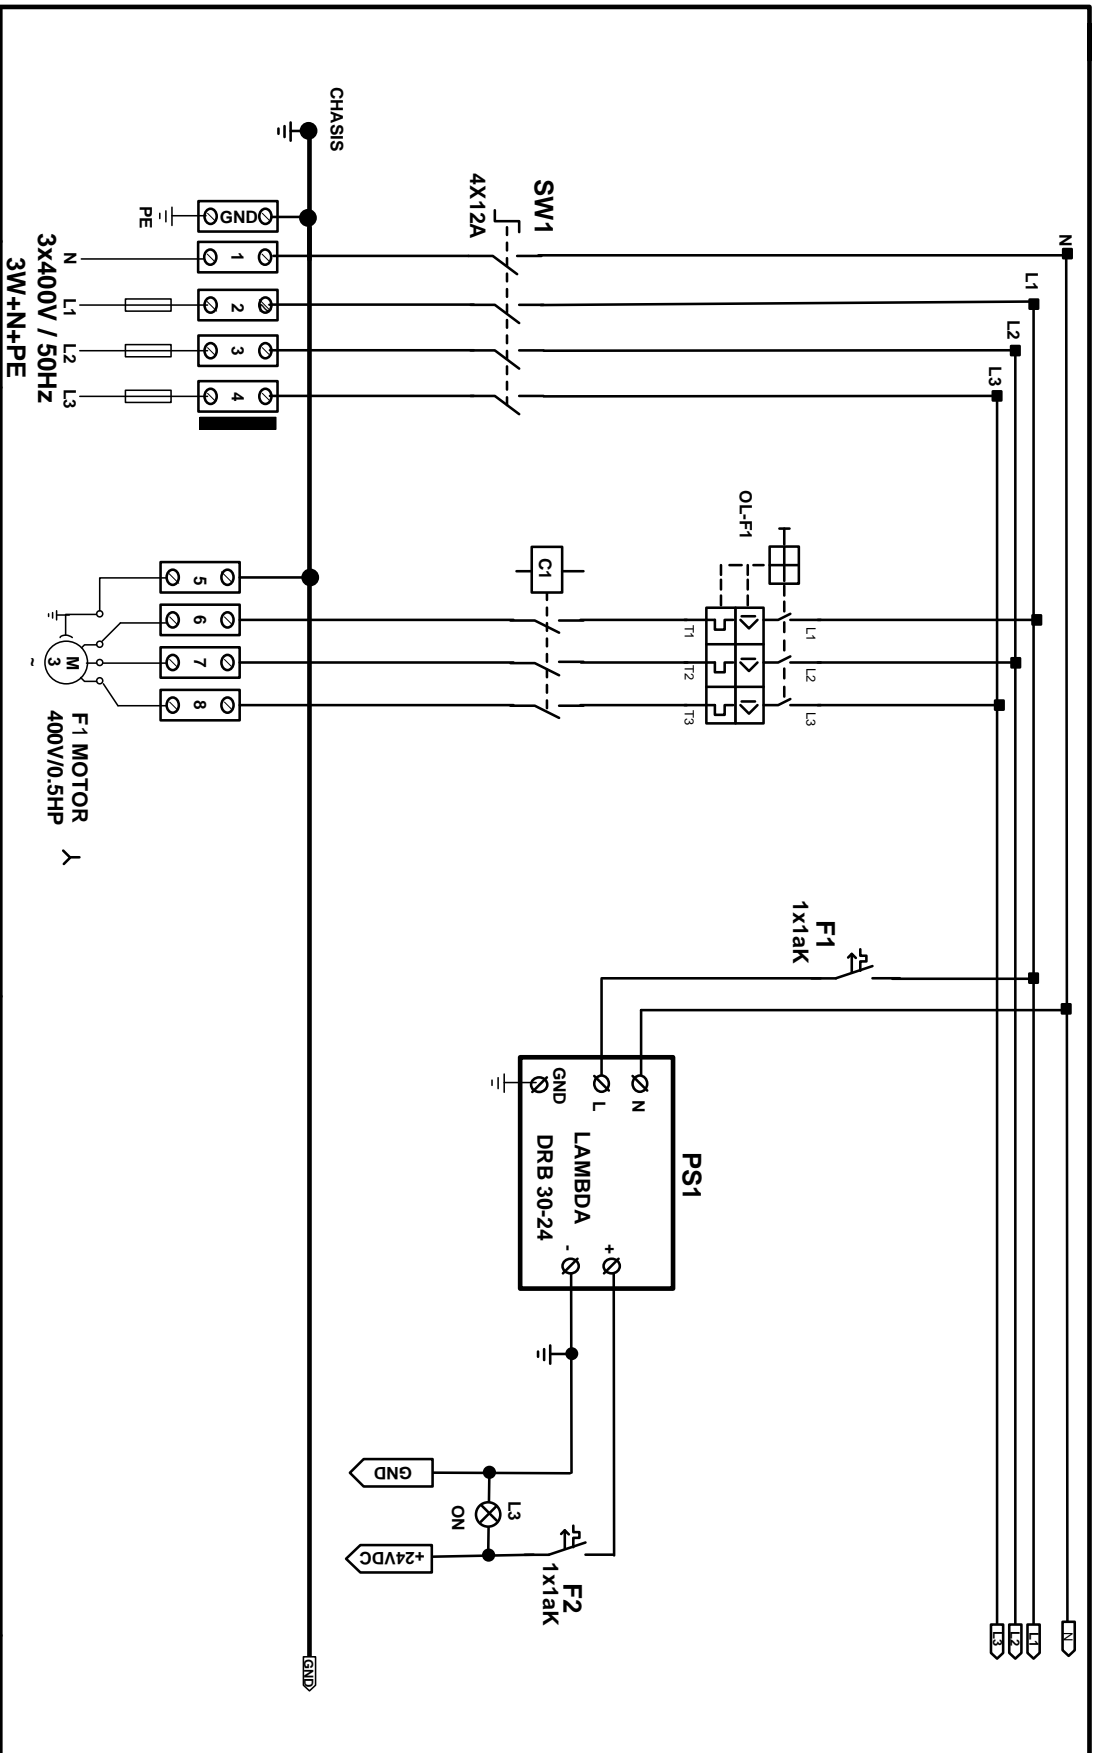 N
L1
L2
L3
SW1
4X12A
CHASIS
GND
1
2
3
4
PE
N
L1
L2
L3
3x400V / 50Hz
3W+N+PE
OL-F1
L1
L2
L3
T1
T2
T3
C1
5
6
7
8
M
3
~
F1 MOTOR
400V/0.5HP
F1
1x1aK
PS1
N
L
GND
LAMBDA
DRB 30-24
+
-
L3
ON
F2
1x1aK
GND
+24VDC
N
L1
L2
L3
GND